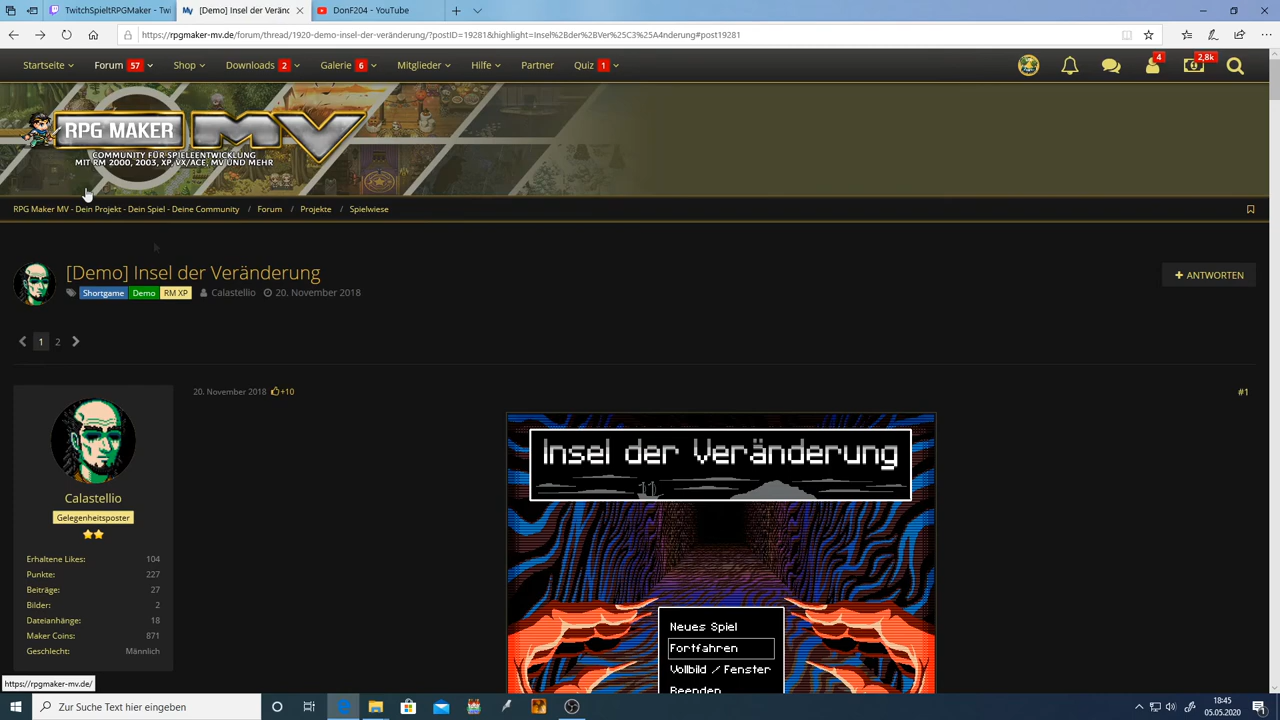 TwitchSpieltRPGMaker - Twi
[Demo] Insel der Veränd
DonF204 - YouTube
https://rpgmaker-mv.de/forum/thread/1920-demo-insel-der-veränderung/?postID=19281&highlight=Insel%2Bder%2BVer%25C3%25A4nderung#post19281
Startseite Forum 57 Shop Downloads 2 Galerie 6 Mitglieder Hilfe Partner Quiz 1 4 2,8k
RPG MAKER MV
COMMUNITY FÜR SPIELEENTWICKLUNG
MIT RM 2000, 2003, XP, VX/ACE, MV UND MEHR
RPG Maker MV - Dein Projekt - Dein Spiel - Deine Community / Forum / Projekte / Spielwiese
[Demo] Insel der Veränderung
+ ANTWORTEN
Shortgame Demo RM XP Calastellio 20. November 2018
1 2
20. November 2018 +10
#1
Insel der Veränderung
Calastellio
Gelegenheitsposter
Erhaltene Likes: 104
Punkte: 227
Beiträge:
Dateianhänge: 18
Maker Coins: 871
Geschlecht: Männlich
Neues Spiel
Fortfahren
Vollbild / Fenster
Beenden
https://rpgmaker-mv.de/
Zur Suche Text hier eingeben
18:45
05.05.2020
1